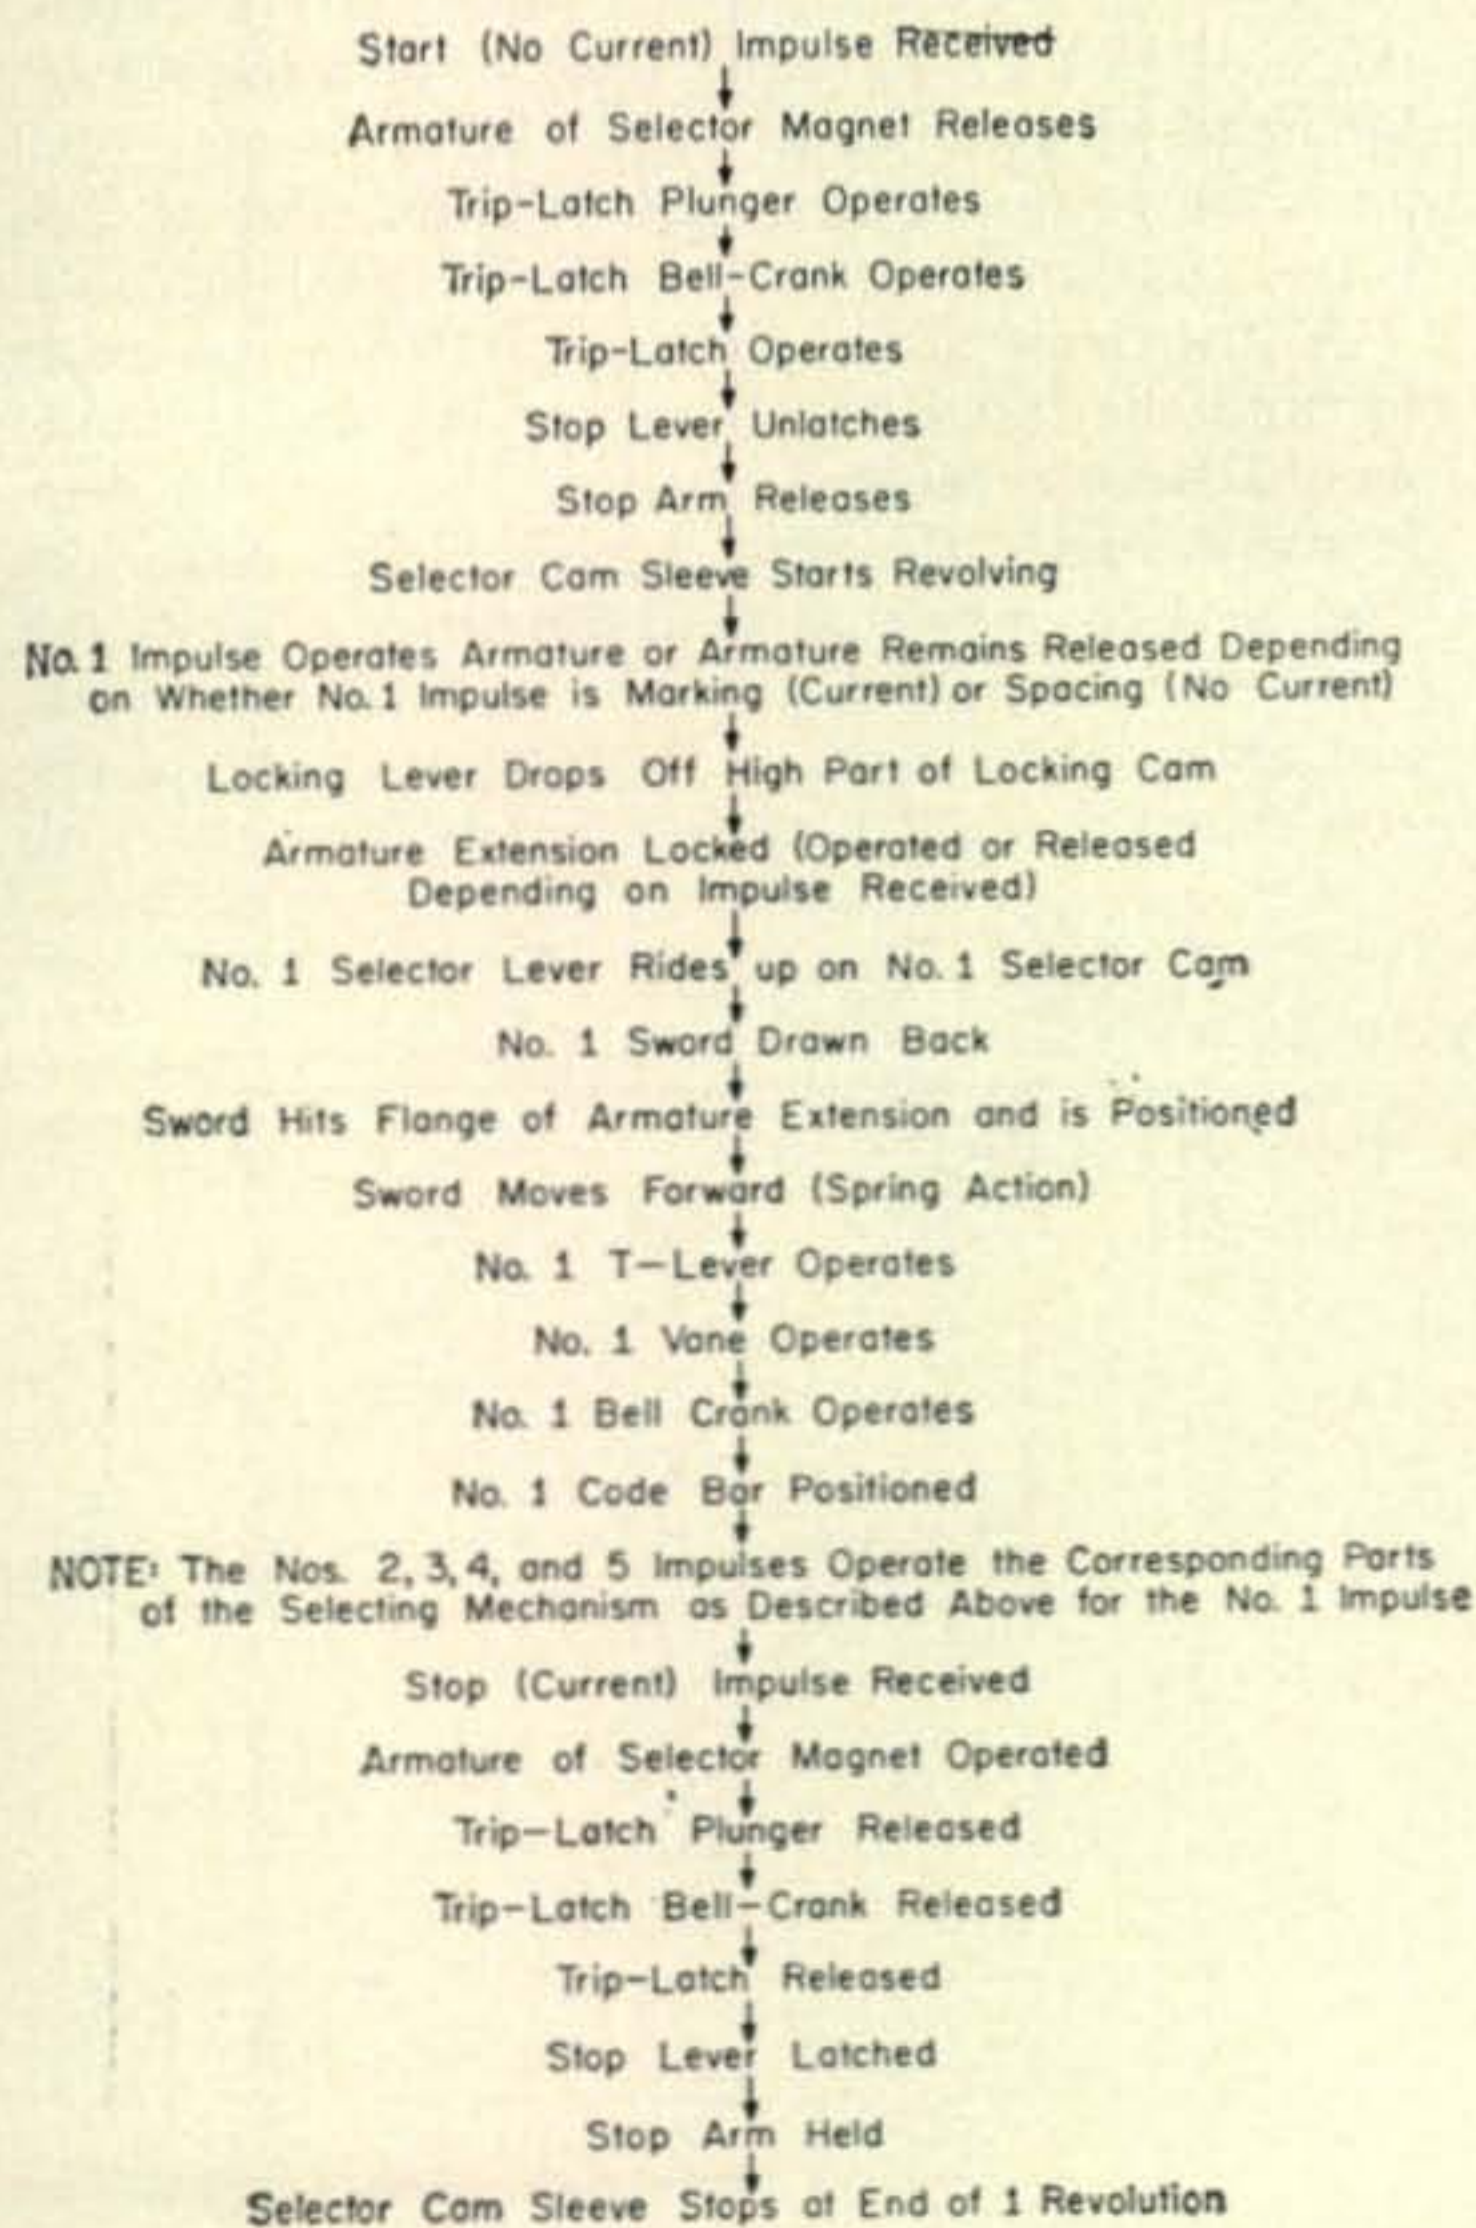 Start (No Current) Impulse Received
Armature of Selector Magnet Releases
Trip-Latch Plunger Operates
Trip-Latch Bell-Crank Operates
Trip-Latch Operates
Stop Lever Unlatches
Stop Arm Releases
Selector Cam Sleeve Starts Revolving
No. 1 Impulse Operates Armature or Armature Remains Released Depending
on Whether No. 1 Impulse is Marking (Current) or Spacing (No Current)
Locking Lever Drops Off High Part of Locking Cam
Armature Extension Locked (Operated or Released
Depending on Impulse Received)
No. 1 Selector Lever Rides up on No. 1 Selector Cam
No. 1 Sword Drawn Back
Sword Hits Flange of Armature Extension and is Positioned
Sword Moves Forward (Spring Action)
No. 1 T-Lever Operates
No. 1 Vane Operates
No. 1 Bell Crank Operates
No. 1 Code Bar Positioned
NOTE: The Nos. 2, 3, 4, and 5 Impulses Operate the Corresponding Parts
of the Selecting Mechanism as Described Above for the No. 1 Impulse
Stop (Current) Impulse Received
Armature of Selector Magnet Operated
Trip-Latch Plunger Released
Trip-Latch Bell-Crank Released
Trip-Latch Released
Stop Lever Latched
Stop Arm Held
Selector Cam Sleeve Stops at End of 1 Revolution